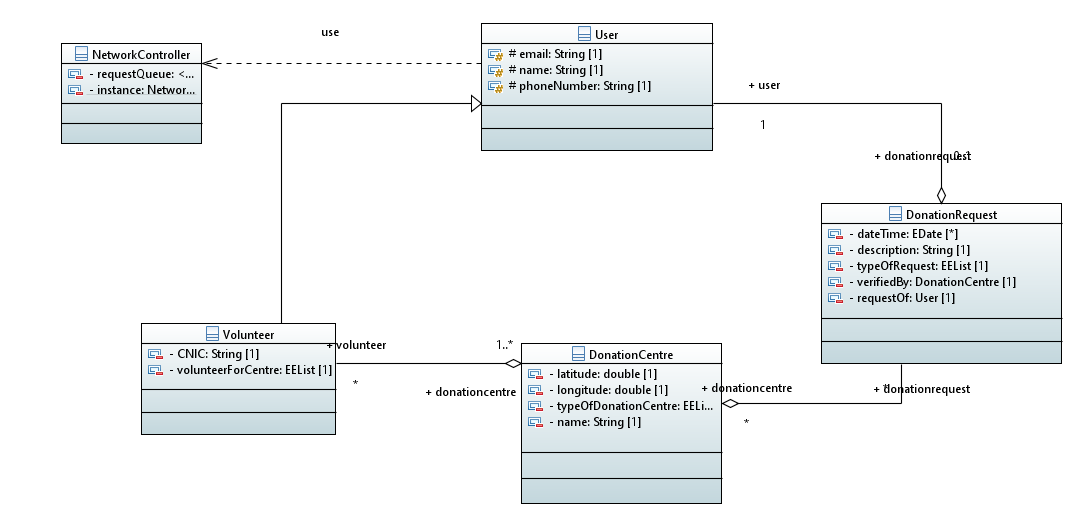 use
User
# email: String [1]
# name: String [1]
# phoneNumber: String [1]
NetworkController
- requestQueue: <...
- instance: Networ...
+ user
1
+ donationrequest
0..1
DonationRequest
- dateTime: EDate [*]
- description: String [1]
- typeOfRequest: EEList [1]
- verifiedBy: DonationCentre [1]
- requestOf: User [1]
Volunteer
- CNIC: String [1]
- volunteerForCentre: EEList [1]
+ volunteer
*
1..*
+ donationcentre
DonationCentre
- latitude: double [1]
- longitude: double [1]
- typeOfDonationCentre: EELi...
- name: String [1]
+ donationcentre
*
+ donationrequest
*